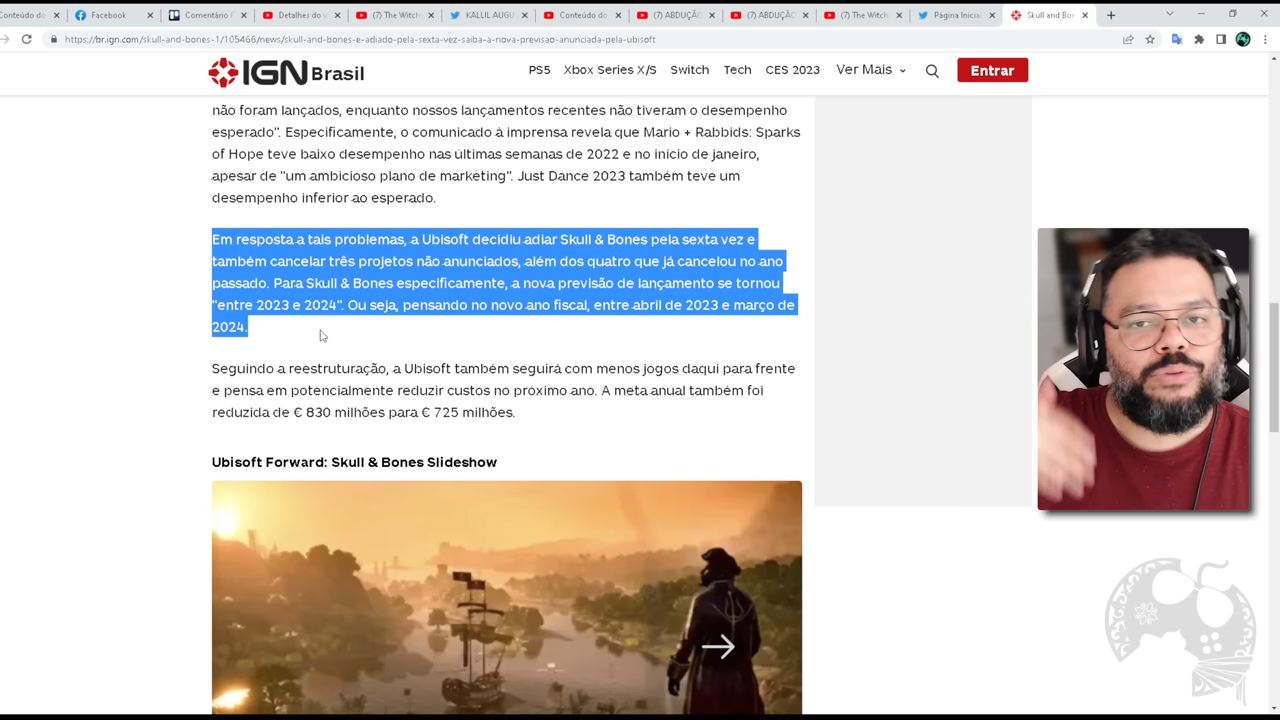 onteúdo da
Facebook
Comentário F
Detalhes do v
(7) The Witch
KALLIL AUGU
Conteúdo do
(7) ABDUÇÃ
(7) ABDUÇÃ
(7) The Witch
Página Inicial
Skull and Bon
https://br.ign.com/skull-and-bones-1/105466/news/skull-and-bones-e-adiado-pela-sexta-vez-saiba-a-nova-previsao-anunciada-pela-ubisoft
IGN Brasil
PS5 Xbox Series X/S Switch Tech CES 2023 Ver Mais
Entrar
não foram lançados, enquanto nossos lançamentos recentes não tiveram o desempenho
esperado". Especificamente, o comunicado à imprensa revela que Mario + Rabbids: Sparks
of Hope teve baixo desempenho nas últimas semanas de 2022 e no início de janeiro,
apesar de "um ambicioso plano de marketing". Just Dance 2023 também teve um
desempenho inferior ao esperado.
Em resposta a tais problemas, a Ubisoft decidiu adiar Skull & Bones pela sexta vez e
também cancelar três projetos não anunciados, além dos quatro que já cancelou no ano
passado. Para Skull & Bones especificamente, a nova previsão de lançamento se tornou
"entre 2023 e 2024". Ou seja, pensando no novo ano fiscal, entre abril de 2023 e março de
2024.
Seguindo a reestruturação, a Ubisoft também seguirá com menos jogos daqui para frente
e pensa em potencialmente reduzir custos no próximo ano. A meta anual também foi
reduzida de € 830 milhões para € 725 milhões.
Ubisoft Forward: Skull & Bones Slideshow